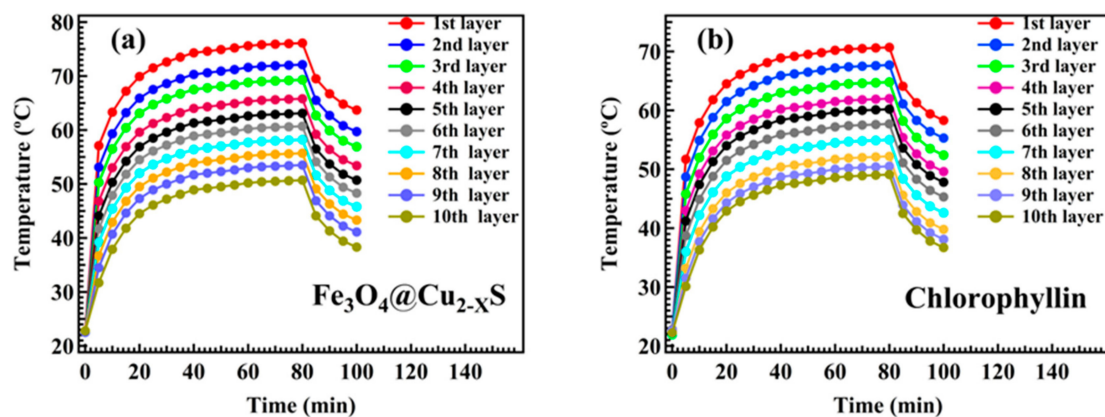 (a)
1st layer
2nd layer
3rd layer
4th layer
5th layer
6th layer
7th layer
8th layer
9th layer
10th layer
Fe₃O₄@Cu₂₋ₓS
Temperature (ºC)
80
70
60
50
40
30
20
0 20 40 60 80 100 120 140
Time (min)
(b)
1st layer
2nd layer
3rd layer
4th layer
5th layer
6th layer
7th layer
8th layer
9th layer
10th layer
Chlorophyllin
Temperature (ºC)
70
60
50
40
30
20
0 20 40 60 80 100 120 140
Time (min)